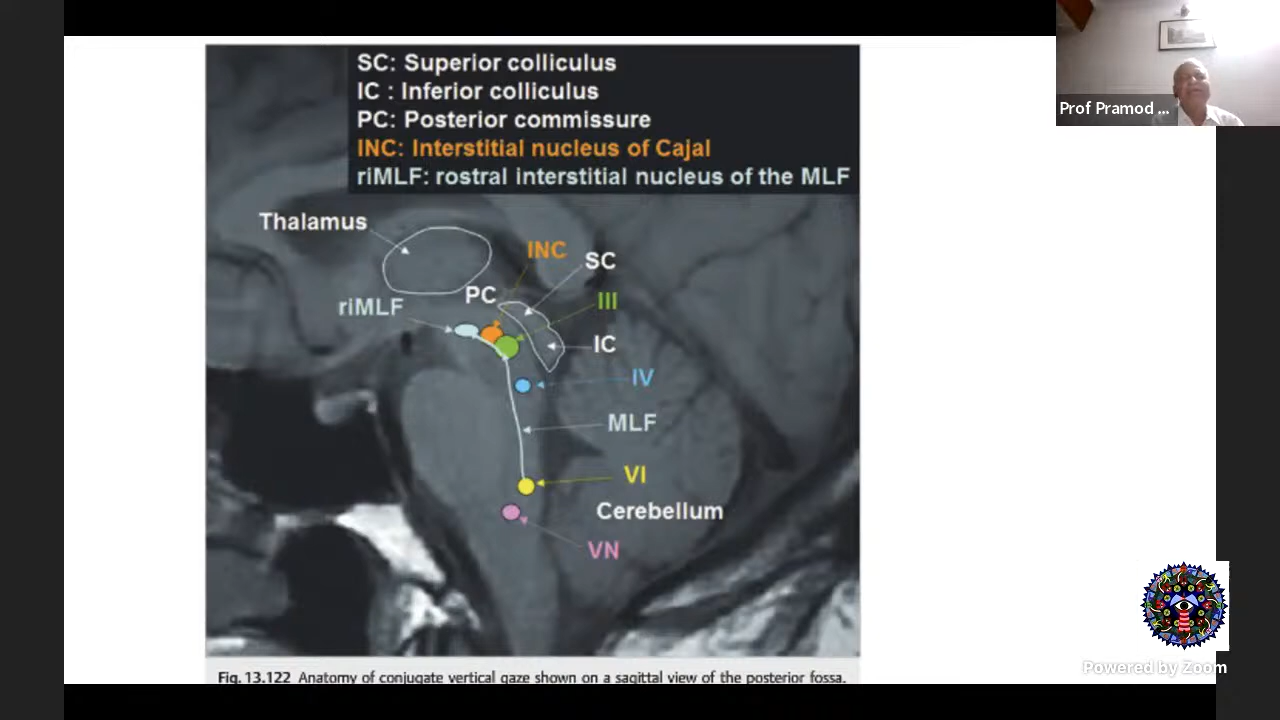 SC: Superior colliculus
IC : Inferior colliculus
PC: Posterior commissure
INC: Interstitial nucleus of Cajal
riMLF: rostral interstitial nucleus of the MLF
Thalamus
INC
SC
PC
III
riMLF
IC
IV
MLF
VI
Cerebellum
VN
Fig. 13.122 Anatomy of conjugate vertical gaze shown on a sagittal view of the posterior fossa.
Prof Pramod ...
Powered by Zoom